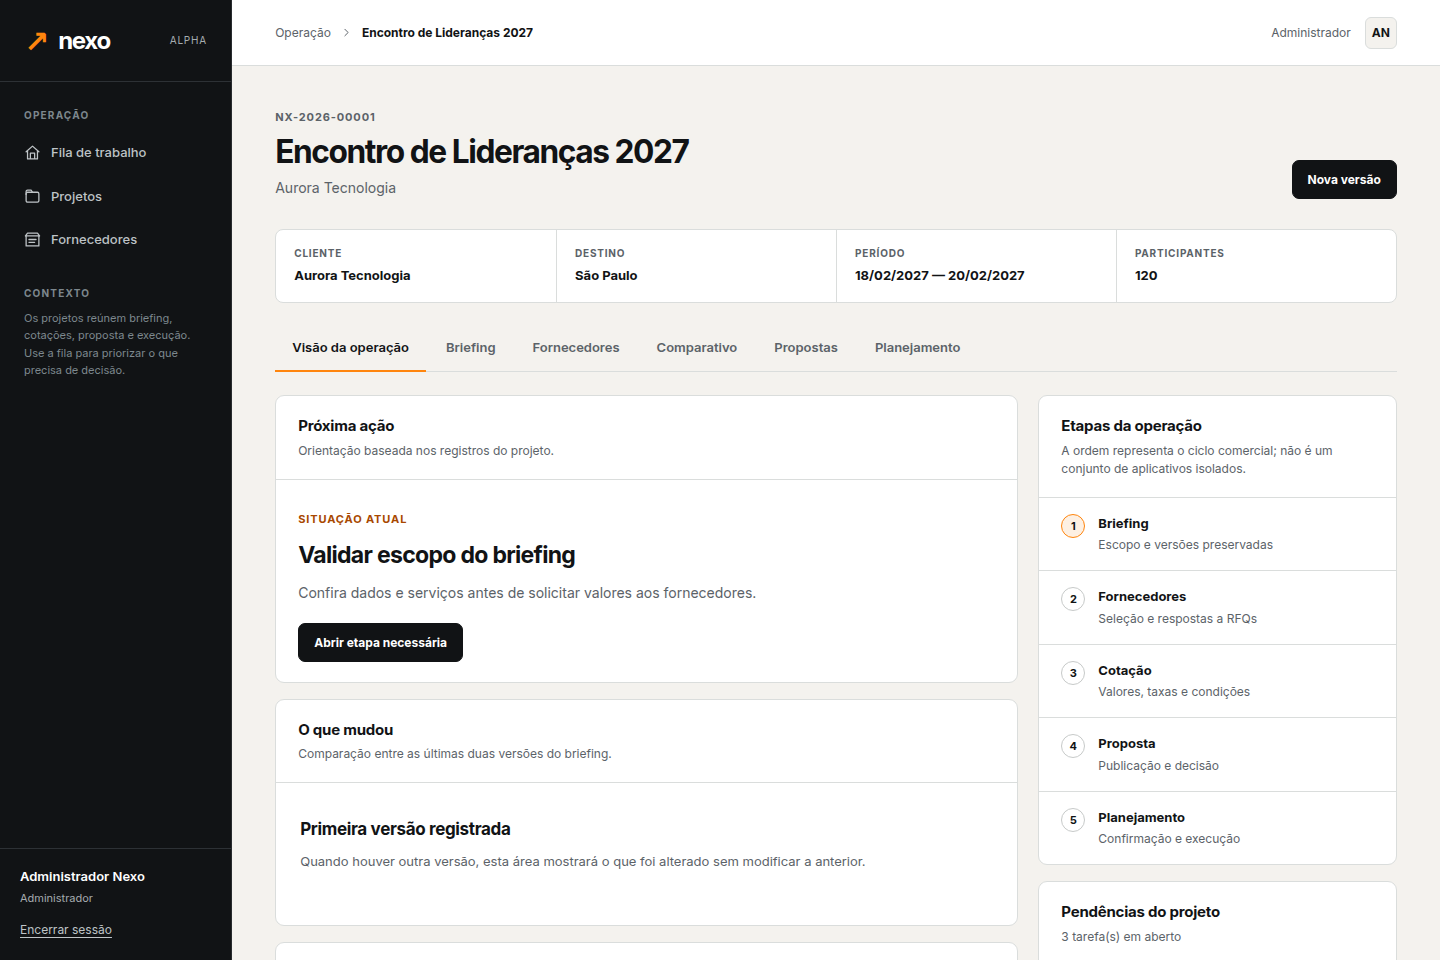 nexo
ALPHA
OPERAÇÃO
Fila de trabalho
Projetos
Fornecedores
CONTEXTO
Os projetos reúnem briefing,
cotações, proposta e execução.
Use a fila para priorizar o que
precisa de decisão.
Administrador Nexo
Administrador
Encerrar sessão
Operação
Encontro de Lideranças 2027
Administrador
AN
NX-2026-00001
Encontro de Lideranças 2027
Aurora Tecnologia
Nova versão
CLIENTE
Aurora Tecnologia
DESTINO
São Paulo
PERÍODO
18/02/2027 — 20/02/2027
PARTICIPANTES
120
Visão da operação
Briefing
Fornecedores
Comparativo
Propostas
Planejamento
Próxima ação
Orientação baseada nos registros do projeto.
SITUAÇÃO ATUAL
Validar escopo do briefing
Confira dados e serviços antes de solicitar valores aos fornecedores.
Abrir etapa necessária
O que mudou
Comparação entre as últimas duas versões do briefing.
Primeira versão registrada
Quando houver outra versão, esta área mostrará o que foi alterado sem modificar a anterior.
Etapas da operação
A ordem representa o ciclo comercial; não é um
conjunto de aplicativos isolados.
1
Briefing
Escopo e versões preservadas
2
Fornecedores
Seleção e respostas a RFQs
3
Cotação
Valores, taxas e condições
4
Proposta
Publicação e decisão
5
Planejamento
Confirmação e execução
Pendências do projeto
3 tarefa(s) em aberto